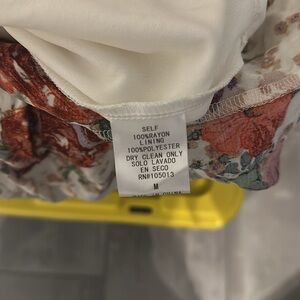 SELF
100%RAYON
LINING
100%POLYESTER
DRY CLEAN ONLY
SOLO LAVADO
EN SECO
RN#105013
M